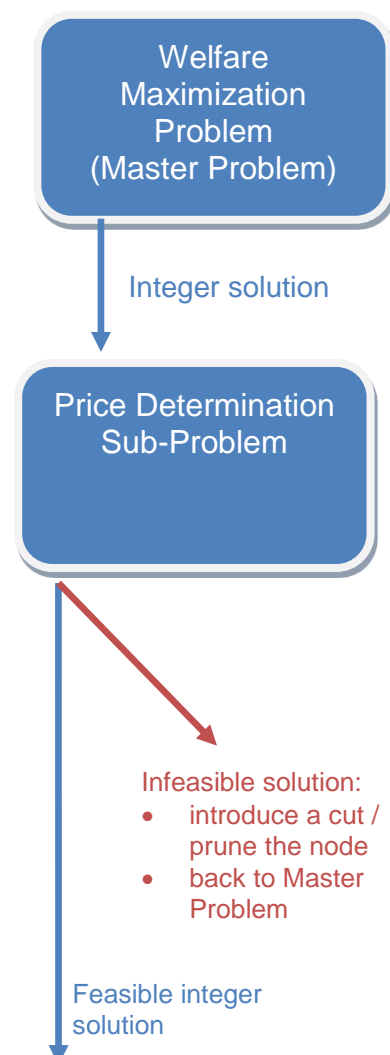 Welfare
Maximization
Problem
(Master Problem)
Integer solution
Price Determination
Sub-Problem
Infeasible solution:
• introduce a cut /
prune the node
• back to Master
Problem
Feasible integer
solution